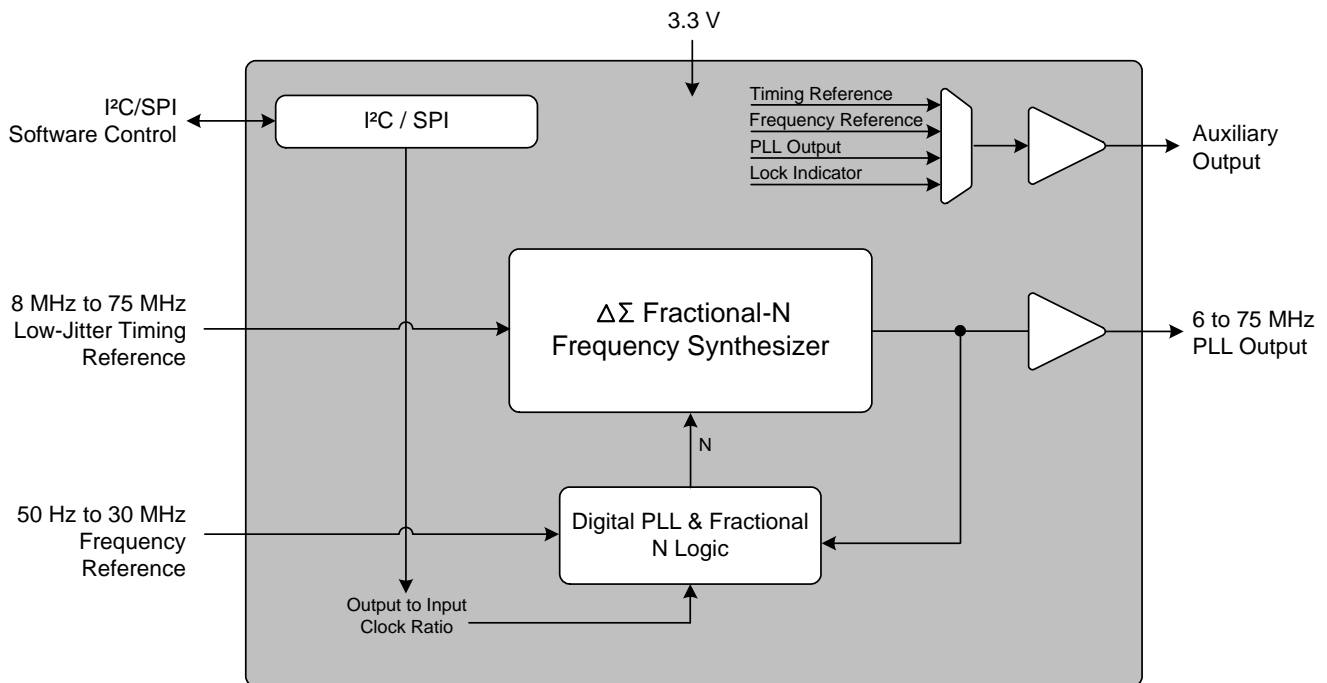 3.3 V
I²C/SPI
Software Control
I²C / SPI
Timing Reference
Frequency Reference
PLL Output
Lock Indicator
Auxiliary
Output
8 MHz to 75 MHz
Low-Jitter Timing
Reference
ΔΣ Fractional-N
Frequency Synthesizer
6 to 75 MHz
PLL Output
N
50 Hz to 30 MHz
Frequency
Reference
Digital PLL & Fractional
N Logic
Output to Input
Clock Ratio